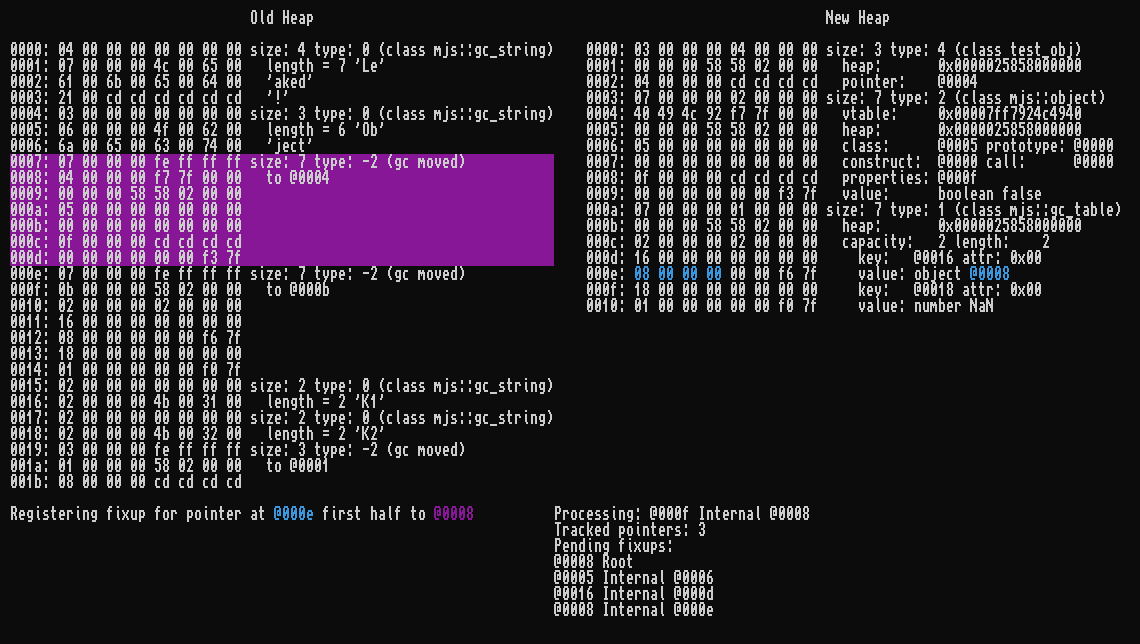 Old Heap
0000: 04 00 00 00 00 00 00 00 size: 4 type: 0 (class mjs::gc_string)
0001: 07 00 00 00 4c 00 65 00 length = 7 'Le'
0002: 61 00 6b 00 65 00 64 00 'aked'
0003: 21 00 cd cd cd cd cd cd '!'
0004: 03 00 00 00 00 00 00 00 size: 3 type: 0 (class mjs::gc_string)
0005: 06 00 00 00 4f 00 62 00 length = 6 'Ob'
0006: 6a 00 65 00 63 00 74 00 'ject'
0007: 07 00 00 00 fe ff ff ff size: 7 type: -2 (gc moved)
0008: 04 00 00 00 f7 7f 00 00 to @0004
0009: 00 00 00 58 58 02 00 00
000a: 05 00 00 00 00 00 00 00
000b: 00 00 00 00 00 00 00 00
000c: 0f 00 00 00 cd cd cd cd
000d: 00 00 00 00 00 00 f3 7f
000e: 07 00 00 00 fe ff ff ff size: 7 type: -2 (gc moved)
000f: 0b 00 00 00 58 02 00 00 to @000b
0010: 02 00 00 00 02 00 00 00
0011: 16 00 00 00 00 00 00 00
0012: 08 00 00 00 00 00 f6 7f
0013: 18 00 00 00 00 00 00 00
0014: 01 00 00 00 00 00 f0 7f
0015: 02 00 00 00 00 00 00 00 size: 2 type: 0 (class mjs::gc_string)
0016: 02 00 00 00 4b 00 31 00 length = 2 'K1'
0017: 02 00 00 00 00 00 00 00 size: 2 type: 0 (class mjs::gc_string)
0018: 02 00 00 00 4b 00 32 00 length = 2 'K2'
0019: 03 00 00 00 fe ff ff ff size: 3 type: -2 (gc moved)
001a: 01 00 00 00 58 02 00 00 to @0001
001b: 08 00 00 00 cd cd cd cd
New Heap
0000: 03 00 00 00 04 00 00 00 size: 3 type: 4 (class test_obj)
0001: 00 00 00 58 58 02 00 00 heap: 0x0000025858000000
0002: 04 00 00 00 cd cd cd cd pointer: @0004
0003: 07 00 00 00 02 00 00 00 size: 7 type: 2 (class mjs::object)
0004: 40 49 4c 92 f7 7f 00 00 vtable: 0x00007ff7924c4940
0005: 00 00 00 58 58 02 00 00 heap: 0x0000025858000000
0006: 05 00 00 00 00 00 00 00 class: @0005 prototype: @0000
0007: 00 00 00 00 00 00 00 00 construct: @0000 call: @0000
0008: 0f 00 00 00 cd cd cd cd properties: @000f
0009: 00 00 00 00 00 00 f3 7f value: boolean false
000a: 07 00 00 00 01 00 00 00 size: 7 type: 1 (class mjs::gc_table)
000b: 00 00 00 58 58 02 00 00 heap: 0x0000025858000000
000c: 02 00 00 00 02 00 00 00 capacity: 2 length: 2
000d: 16 00 00 00 00 00 00 00 key: @0016 attr: 0x00
000e: 08 00 00 00 00 00 f6 7f value: object @0008
000f: 18 00 00 00 00 00 00 00 key: @0018 attr: 0x00
0010: 01 00 00 00 00 00 f0 7f value: number NaN
Registering fixup for pointer at @000e first half to @0008
Processing: @000f Internal @0008
Tracked pointers: 3
Pending fixups:
@0008 Root
@0005 Internal @0006
@0016 Internal @000d
@0008 Internal @000e